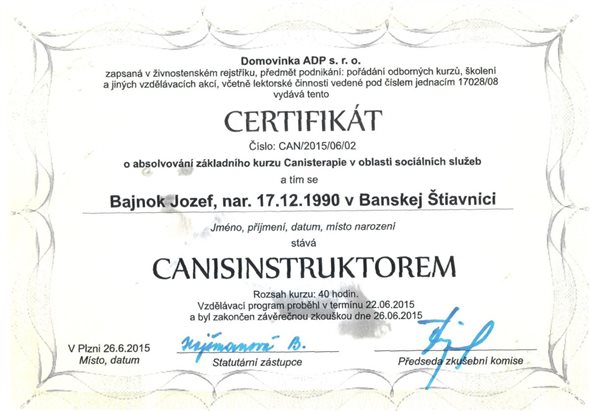 Domovinka ADP s. r. o.
zapsaná v živnostenském rejstříku, předmět podnikání: pořádání odborných kurzů, školení
a jiných vzdělávacích akcí, včetně lektorské činnosti vedené pod číslem jednacím 17028/08
vydává tento
CERTIFIKÁT
Číslo: CAN/2015/06/02
o absolvování základního kurzu Canisterapie v oblasti sociálních služeb
a tím se
Bajnok Jozef, nar. 17.12.1990 v Banskej Štiavnici
Jméno, příjmení, datum, místo narození
stává
CANISINSTRUKTOREM
Rozsah kurzu: 40 hodin.
Vzdělávací program proběhl v termínu 22.06.2015
a byl zakončen závěrečnou zkouškou dne 26.06.2015
V Plzni 26.6.2015
Místo, datum
Statutární zástupce
Předseda zkušební komise